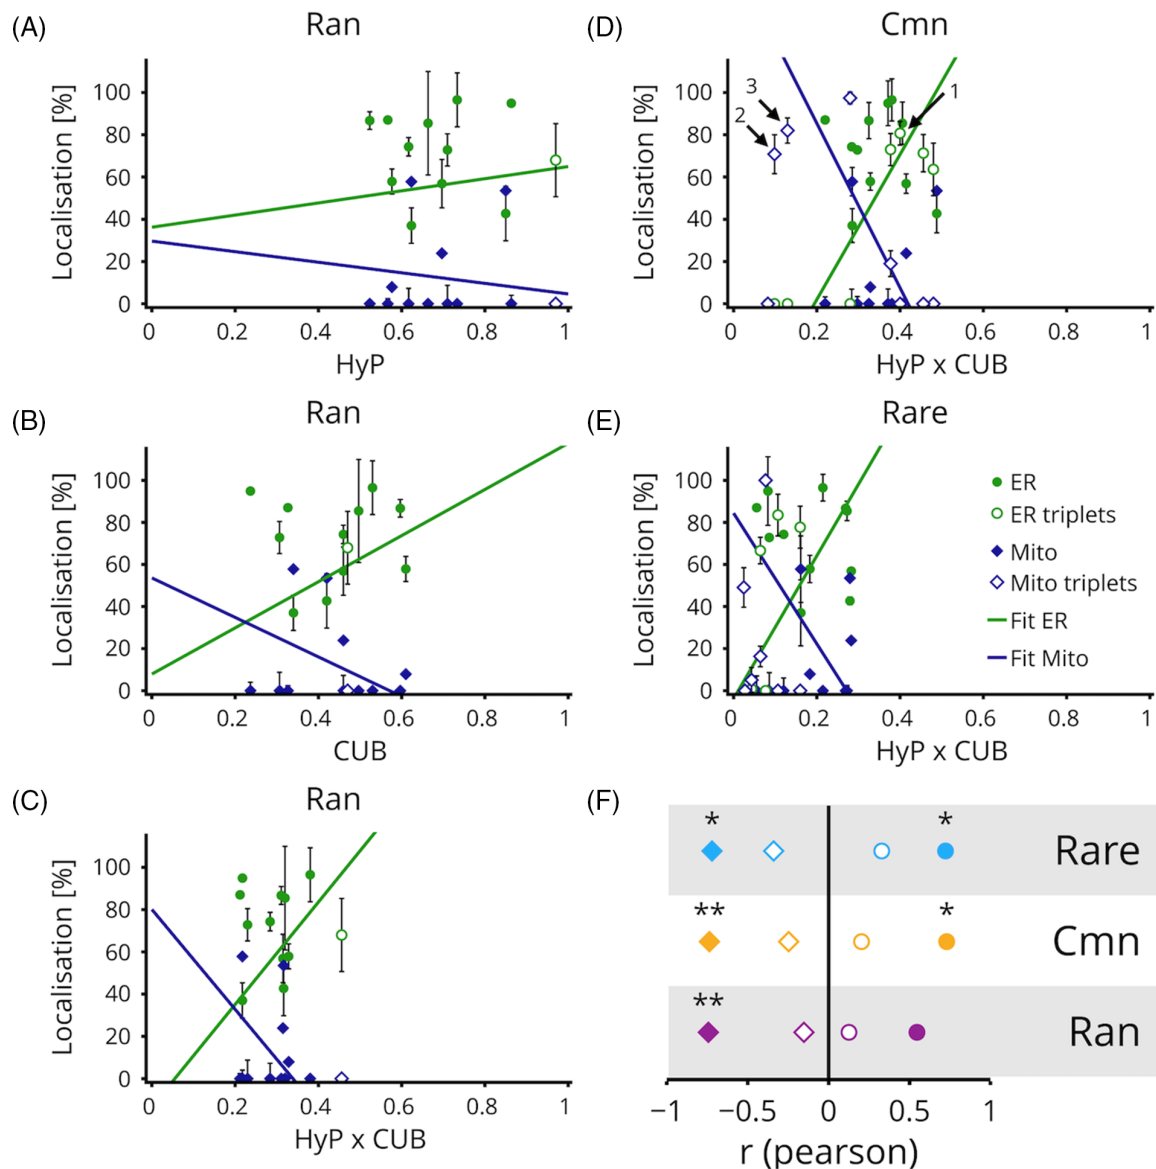 (A)
Ran
Localisation [%]
100
80
60
40
20
0
0 0.2 0.4 0.6 0.8 1
HyP
(D)
Cmn
Localisation [%]
100
80
60
40
20
0
3
2
1
0 0.2 0.4 0.6 0.8 1
HyP x CUB
(B)
Ran
Localisation [%]
100
80
60
40
20
0
0 0.2 0.4 0.6 0.8 1
CUB
(E)
Rare
Localisation [%]
100
80
60
40
20
0
0 0.2 0.4 0.6 0.8 1
HyP x CUB
ER
ER triplets
Mito
Mito triplets
Fit ER
Fit Mito
(C)
Ran
Localisation [%]
100
80
60
40
20
0
0 0.2 0.4 0.6 0.8 1
HyP x CUB
(F)
* * Rare
** * Cmn
** Ran
−1 −0.5 0 0.5 1
r (pearson)